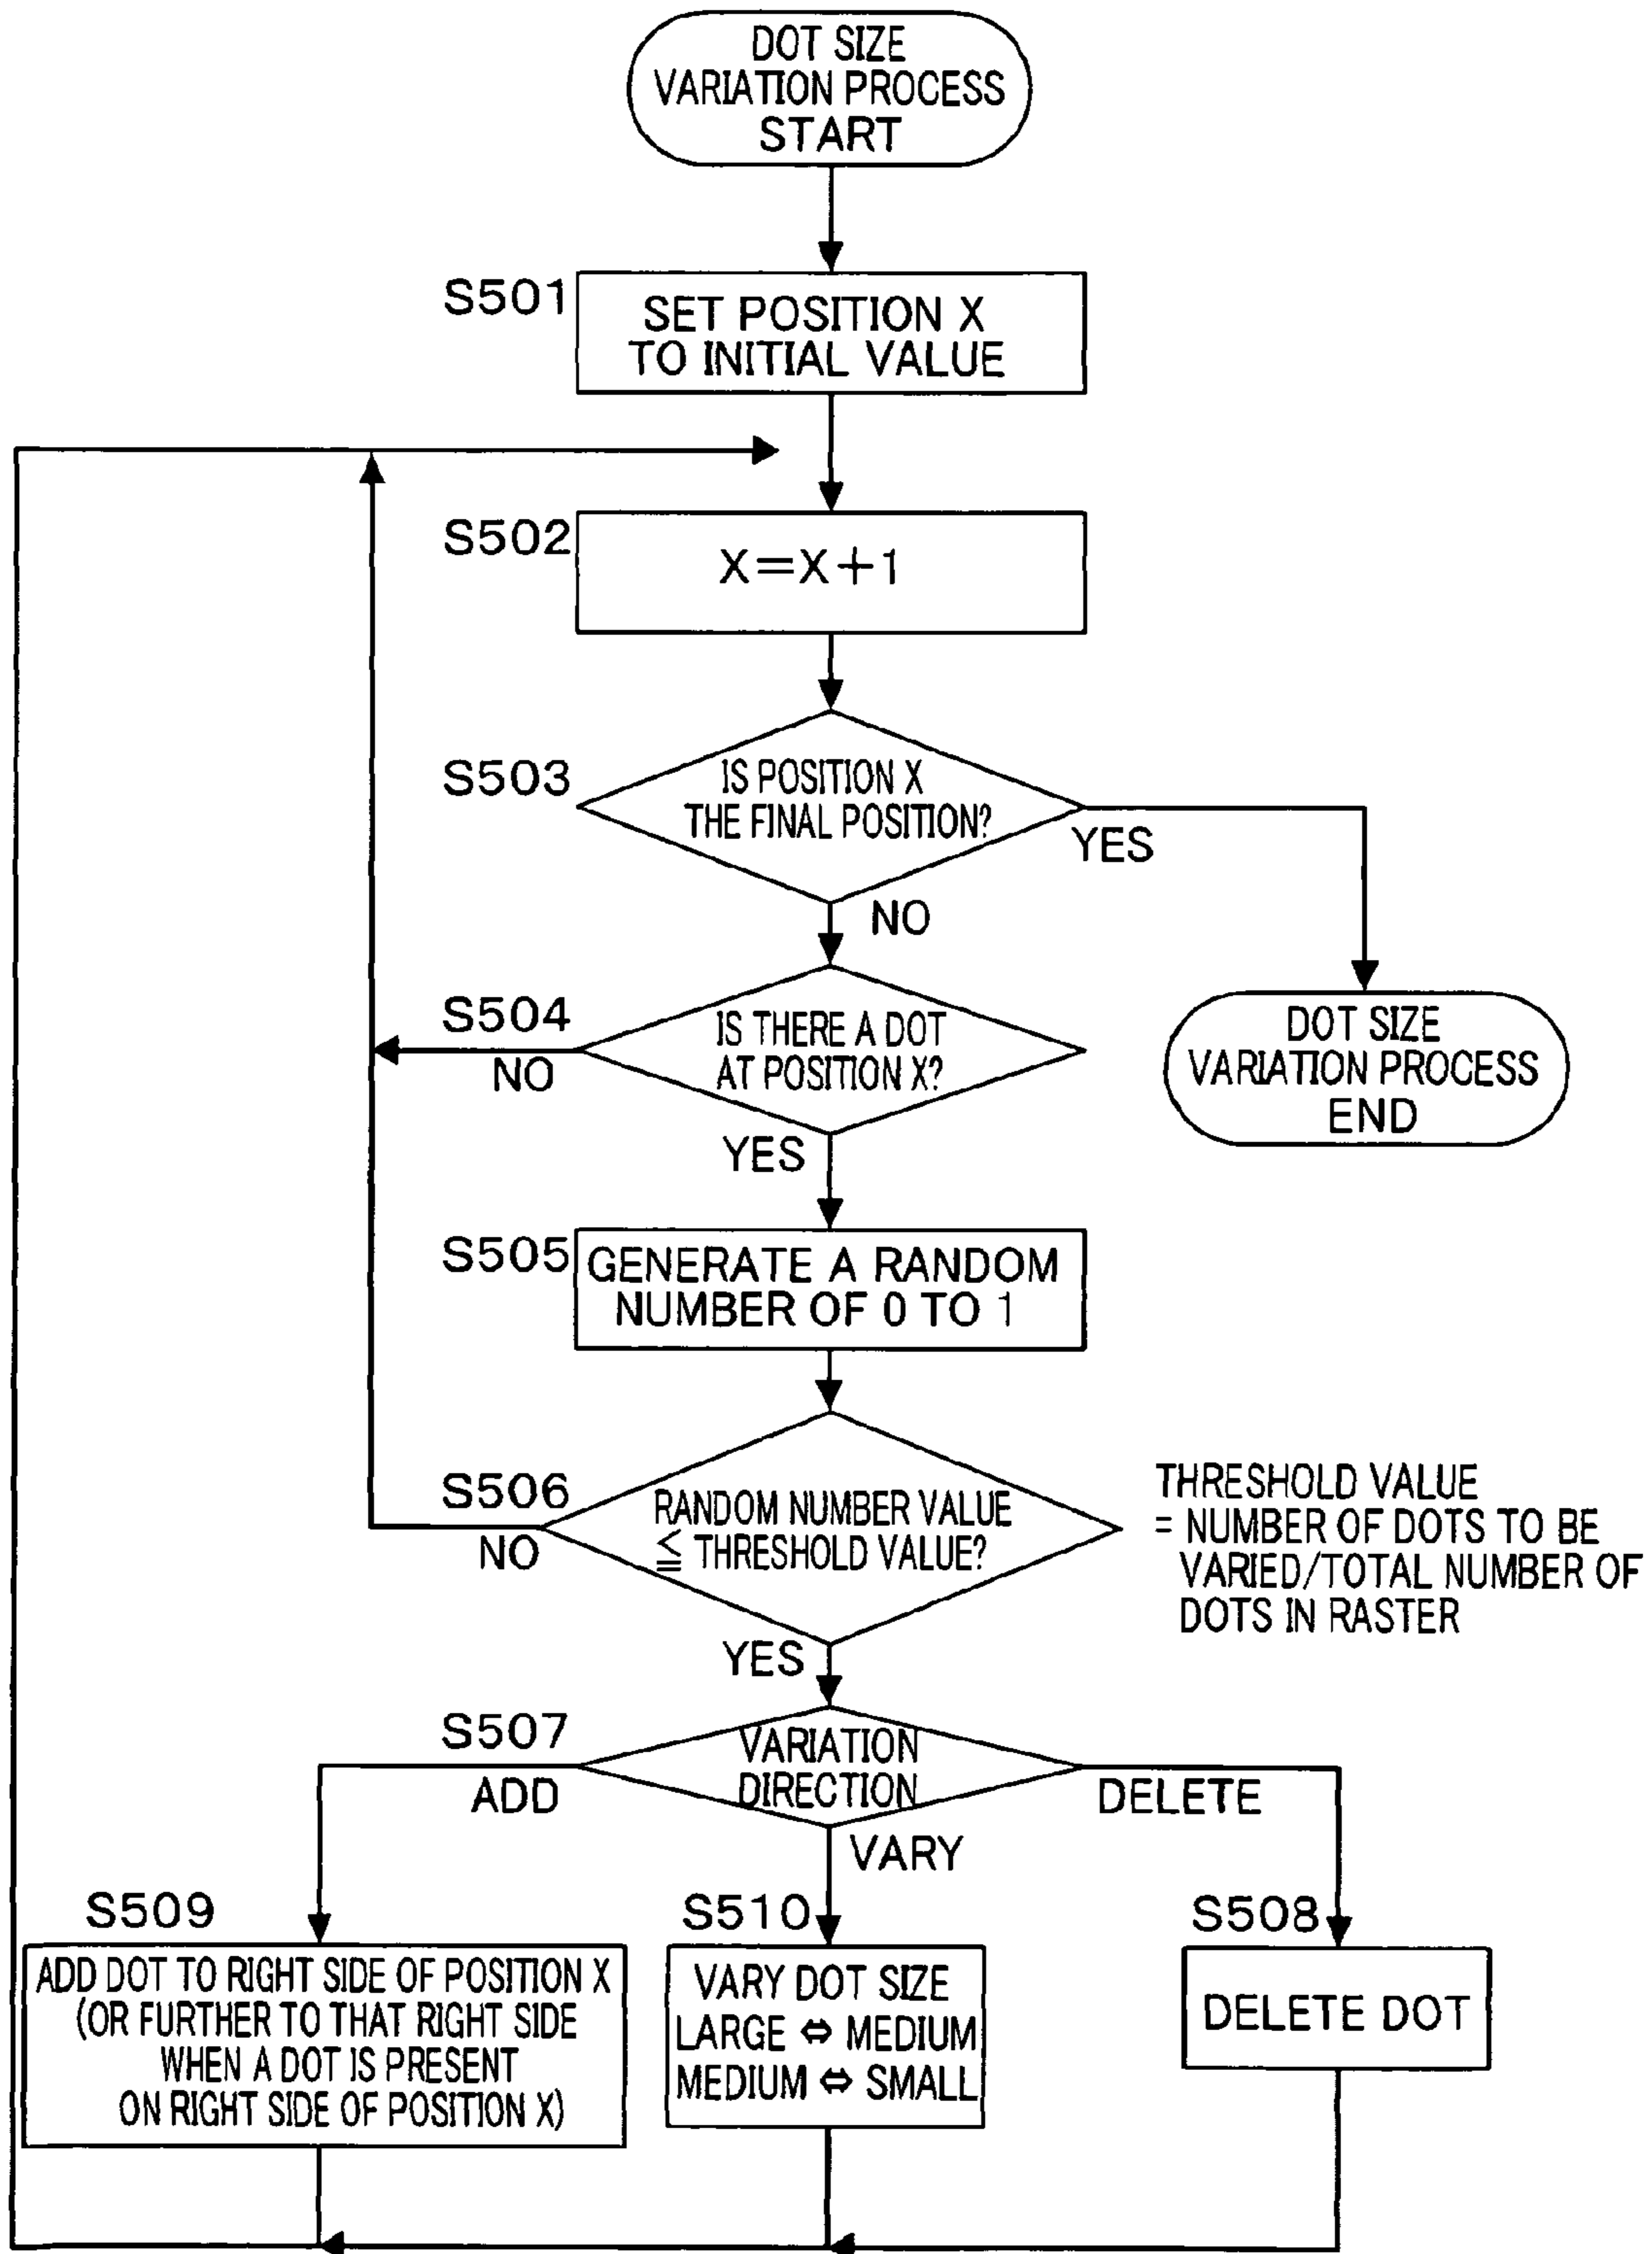 DOT SIZE
VARIATION PROCESS
START
S501
SET POSITION X
TO INITIAL VALUE
S502
X=X+1
S503
IS POSITION X
THE FINAL POSITION?
YES
NO
S504
IS THERE A DOT
AT POSITION X?
NO
YES
DOT SIZE
VARIATION PROCESS
END
S505
GENERATE A RANDOM
NUMBER OF 0 TO 1
S506
RANDOM NUMBER VALUE
≦ THRESHOLD VALUE?
NO
YES
THRESHOLD VALUE
= NUMBER OF DOTS TO BE
VARIED/TOTAL NUMBER OF
DOTS IN RASTER
S507
VARIATION
DIRECTION
ADD
VARY
DELETE
S509
ADD DOT TO RIGHT SIDE OF POSITION X
(OR FURTHER TO THAT RIGHT SIDE
WHEN A DOT IS PRESENT
ON RIGHT SIDE OF POSITION X)
S510
VARY DOT SIZE
LARGE ⇔ MEDIUM
MEDIUM ⇔ SMALL
S508
DELETE DOT